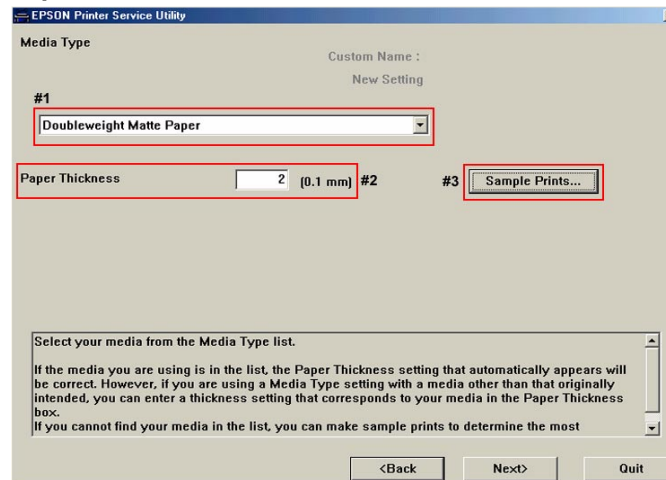 EPSON Printer Service Utility
Media Type
Custom Name :
New Setting
#1
Doubleweight Matte Paper
Paper Thickness 2 (0.1 mm) #2 #3 Sample Prints...
Select your media from the Media Type list.
If the media you are using is in the list, the Paper Thickness setting that automatically appears will
be correct. However, if you are using a Media Type setting with a media other than that originally
intended, you can enter a thickness setting that corresponds to your media in the Paper Thickness
box.
If you cannot find your media in the list, you can make sample prints to determine the most
<Back Next> Quit